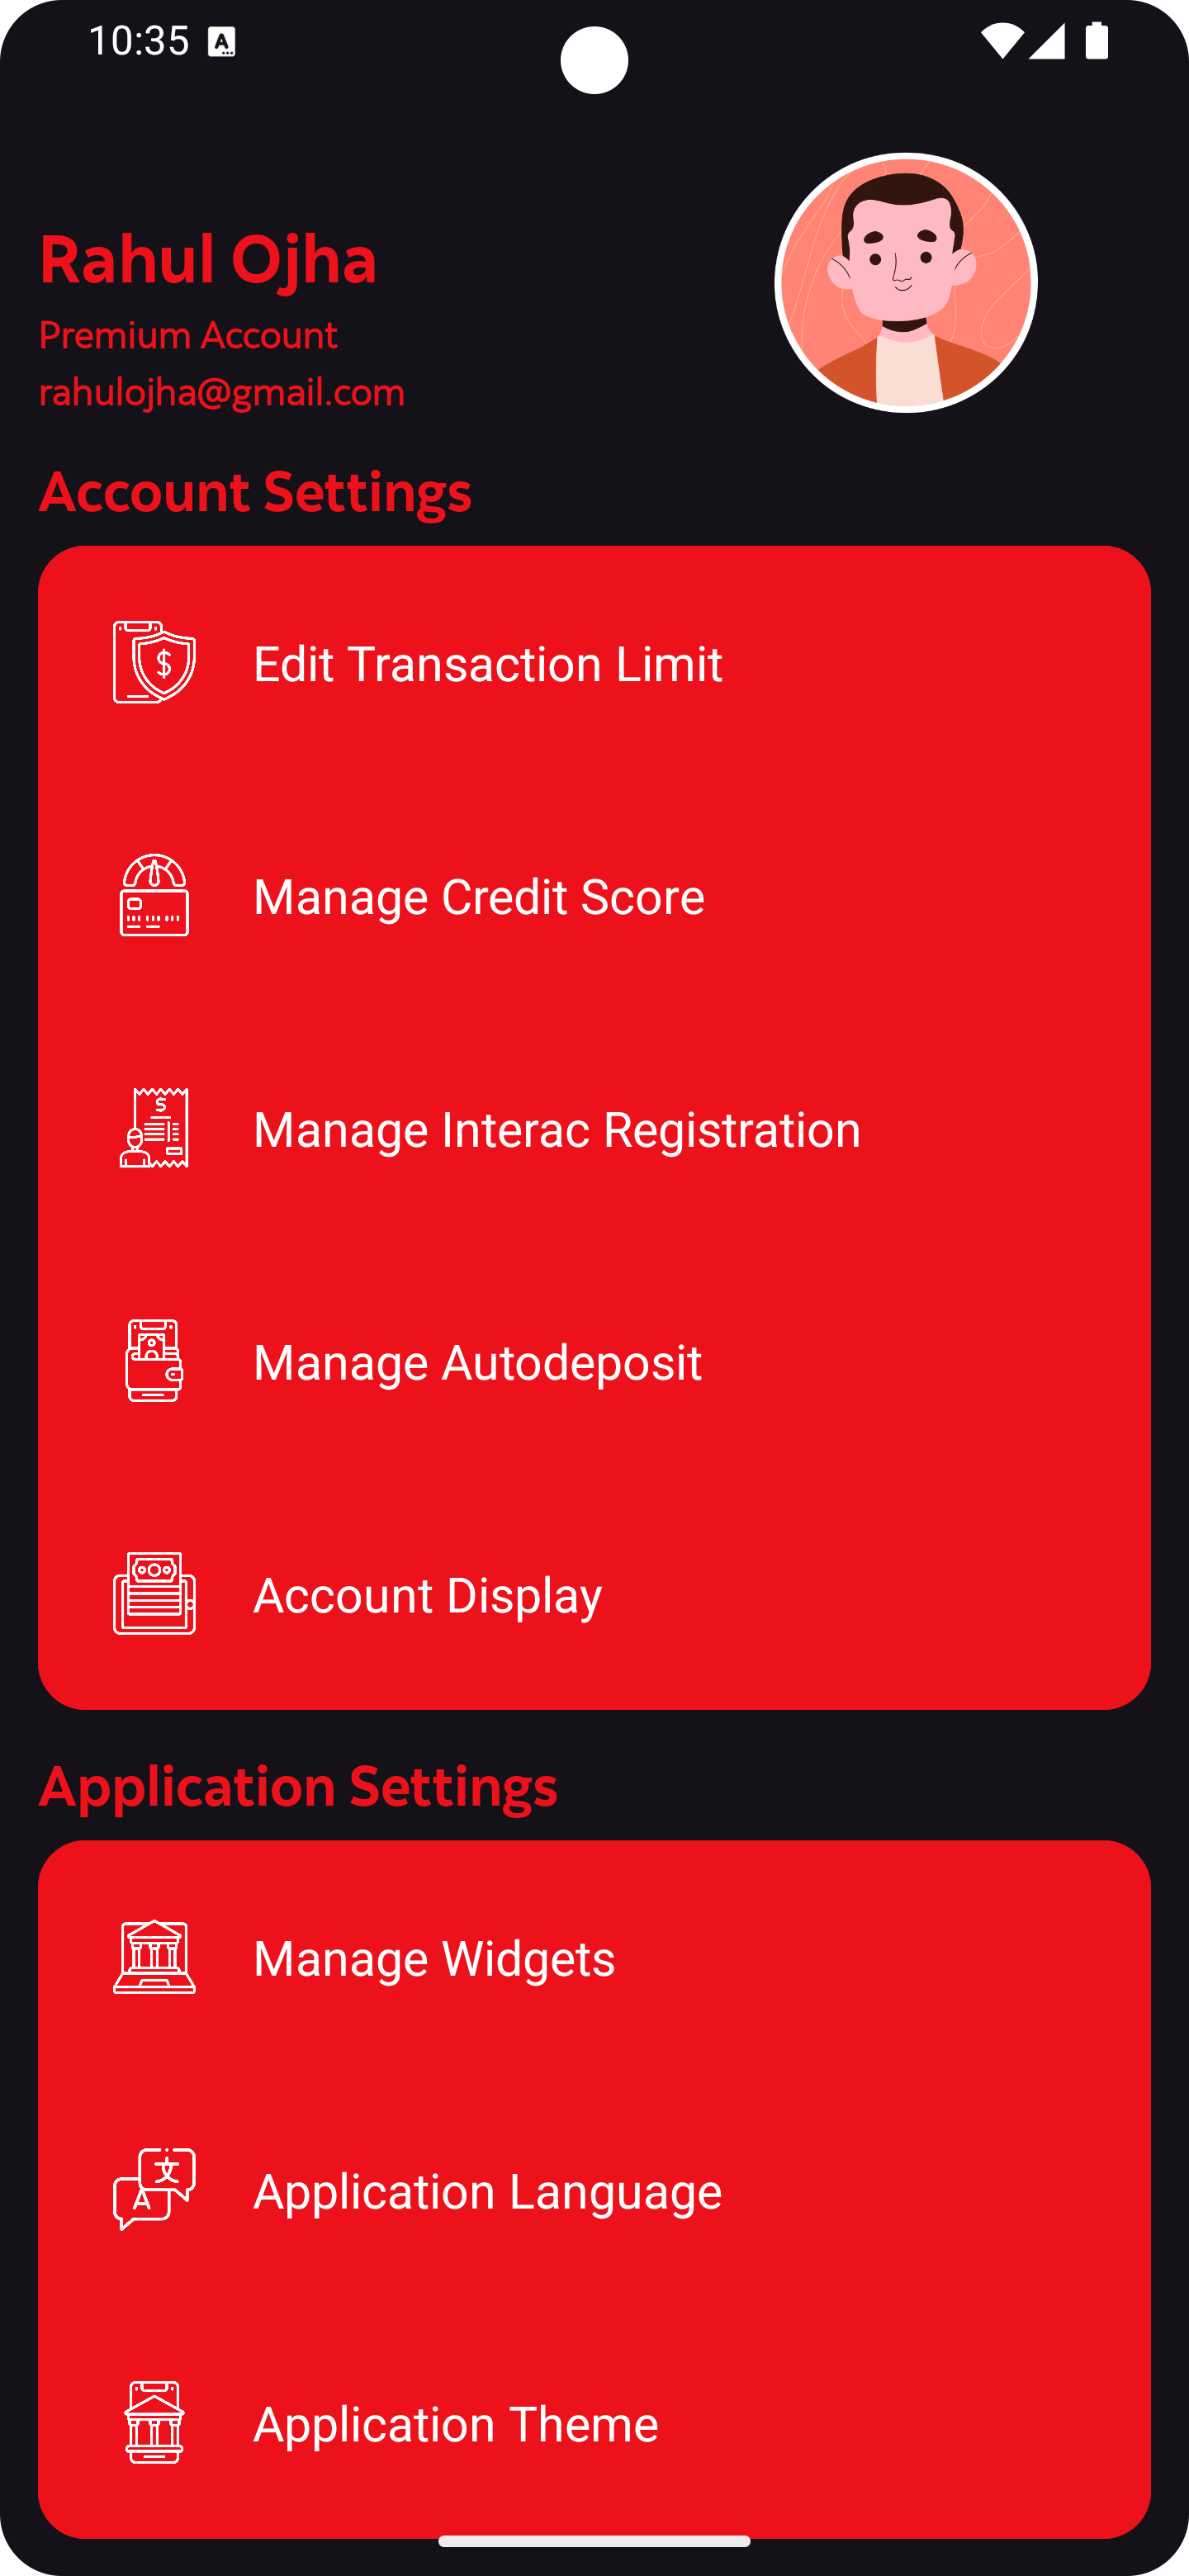 10:35
Rahul Ojha
Premium Account
rahulojha@gmail.com
Account Settings
Edit Transaction Limit
Manage Credit Score
Manage Interac Registration
Manage Autodeposit
Account Display
Application Settings
Manage Widgets
Application Language
Application Theme